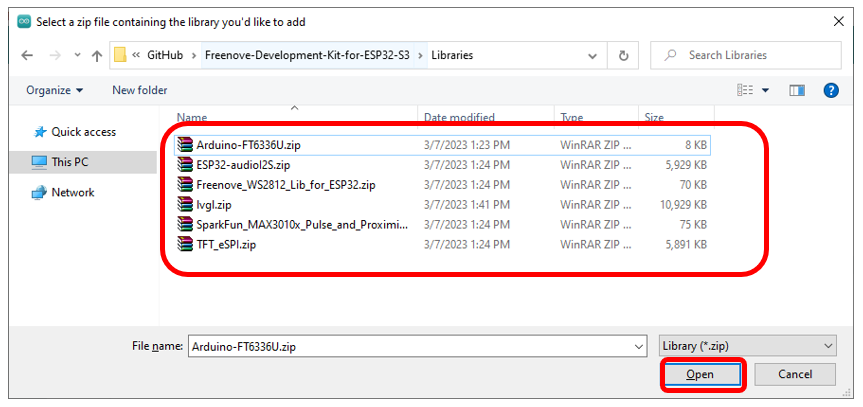 Select a zip file containing the library you'd like to add
« GitHub › Freenove-Development-Kit-for-ESP32-S3 › Libraries
Search Libraries
Organize New folder
Name Date modified Type Size
Quick access
This PC
Network
Arduino-FT6336U.zip 3/7/2023 1:23 PM WinRAR ZIP ... 8 KB
ESP32-audioI2S.zip 3/7/2023 1:24 PM WinRAR ZIP ... 5,929 KB
Freenove_WS2812_Lib_for_ESP32.zip 3/7/2023 1:24 PM WinRAR ZIP ... 70 KB
lvgl.zip 3/7/2023 1:41 PM WinRAR ZIP ... 10,929 KB
SparkFun_MAX3010x_Pulse_and_Proximi... 3/7/2023 1:24 PM WinRAR ZIP ... 75 KB
TFT_eSPI.zip 3/7/2023 1:24 PM WinRAR ZIP ... 5,891 KB
File name: Arduino-FT6336U.zip Library (*.zip)
Open Cancel